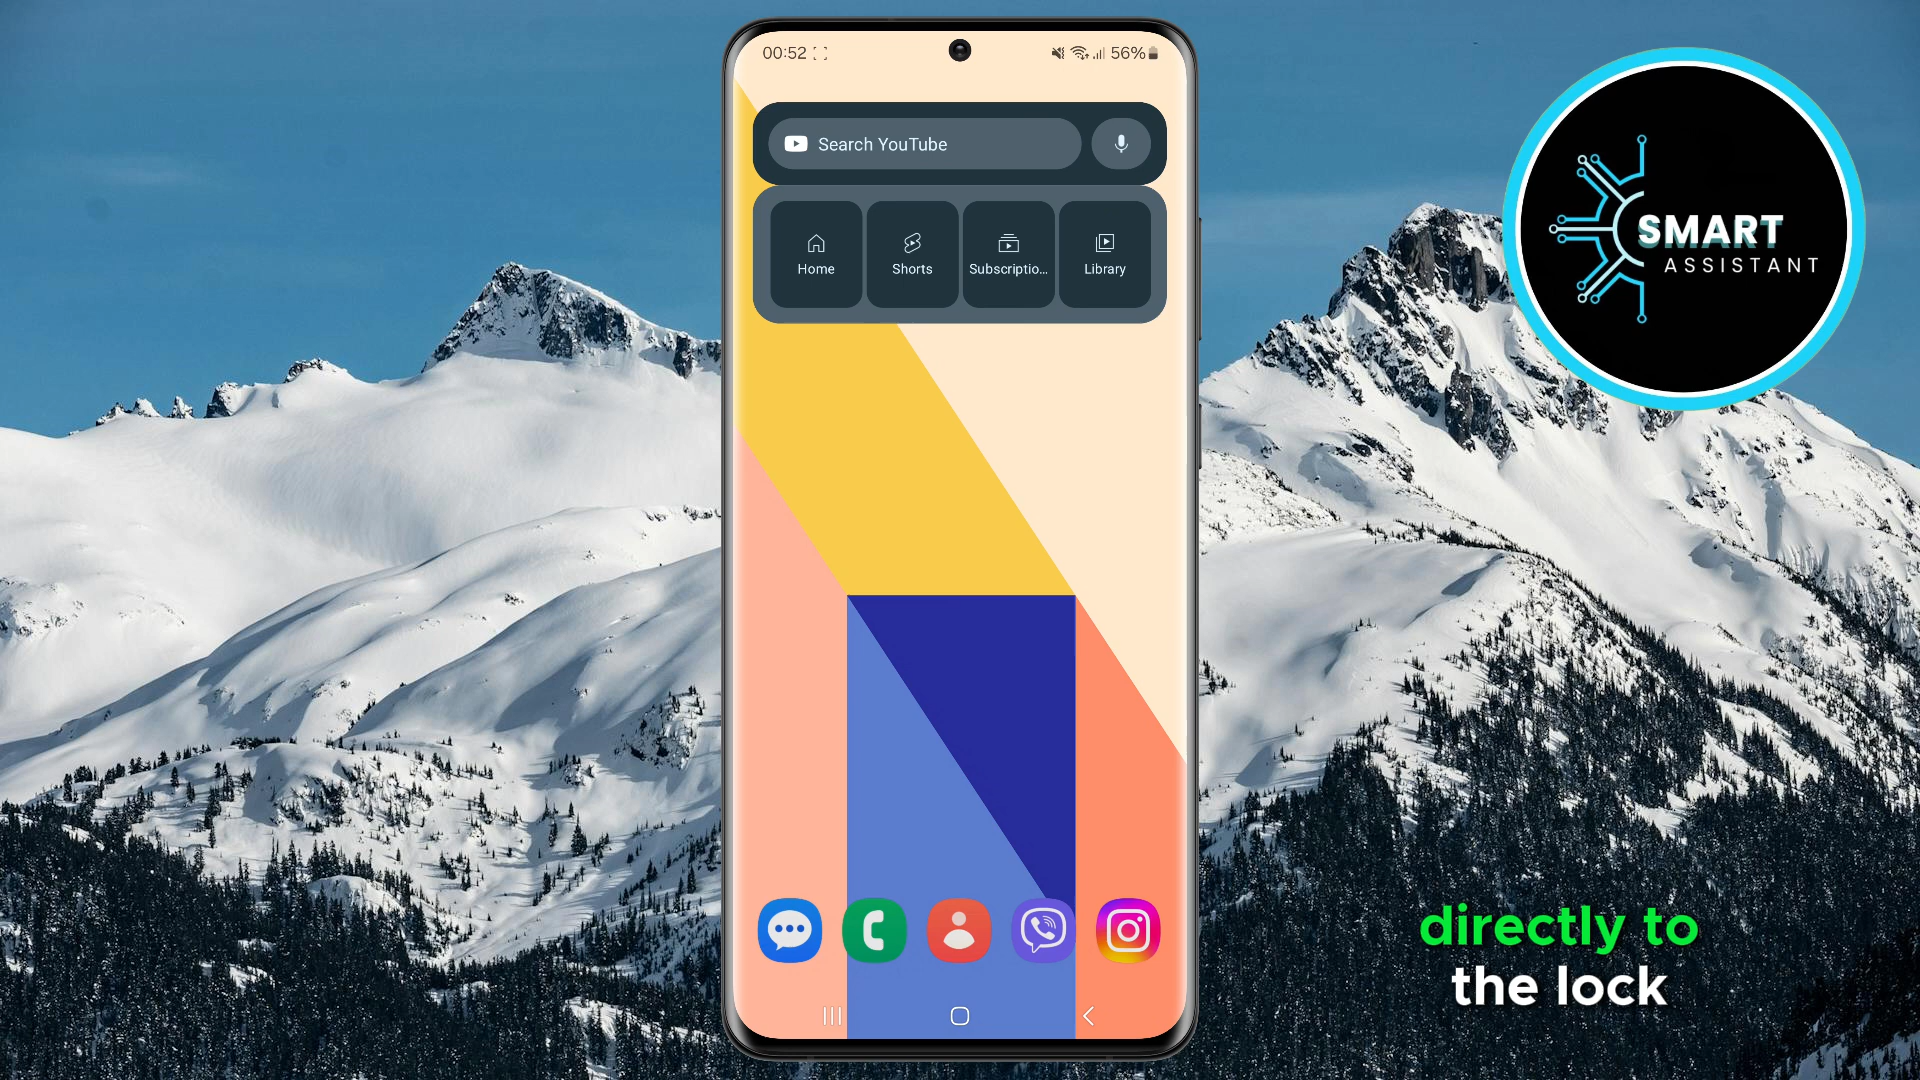 00:52
56%
Search YouTube
Home
Shorts
Subscriptio...
Library
SMART
ASSISTANT
directly to
the lock